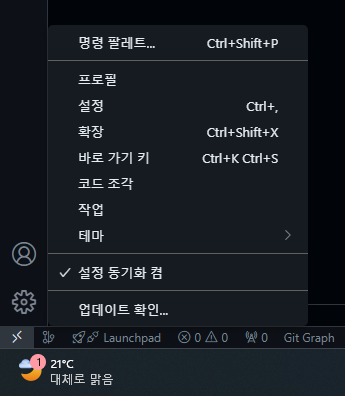 명령 팔레트... Ctrl+Shift+P
프로필
설정 Ctrl+,
확장 Ctrl+Shift+X
바로 가기 키 Ctrl+K Ctrl+S
코드 조각
작업
테마
설정 동기화 켬
업데이트 확인...
Launchpad 0 0 0 Git Graph
1 21°C
대체로 맑음